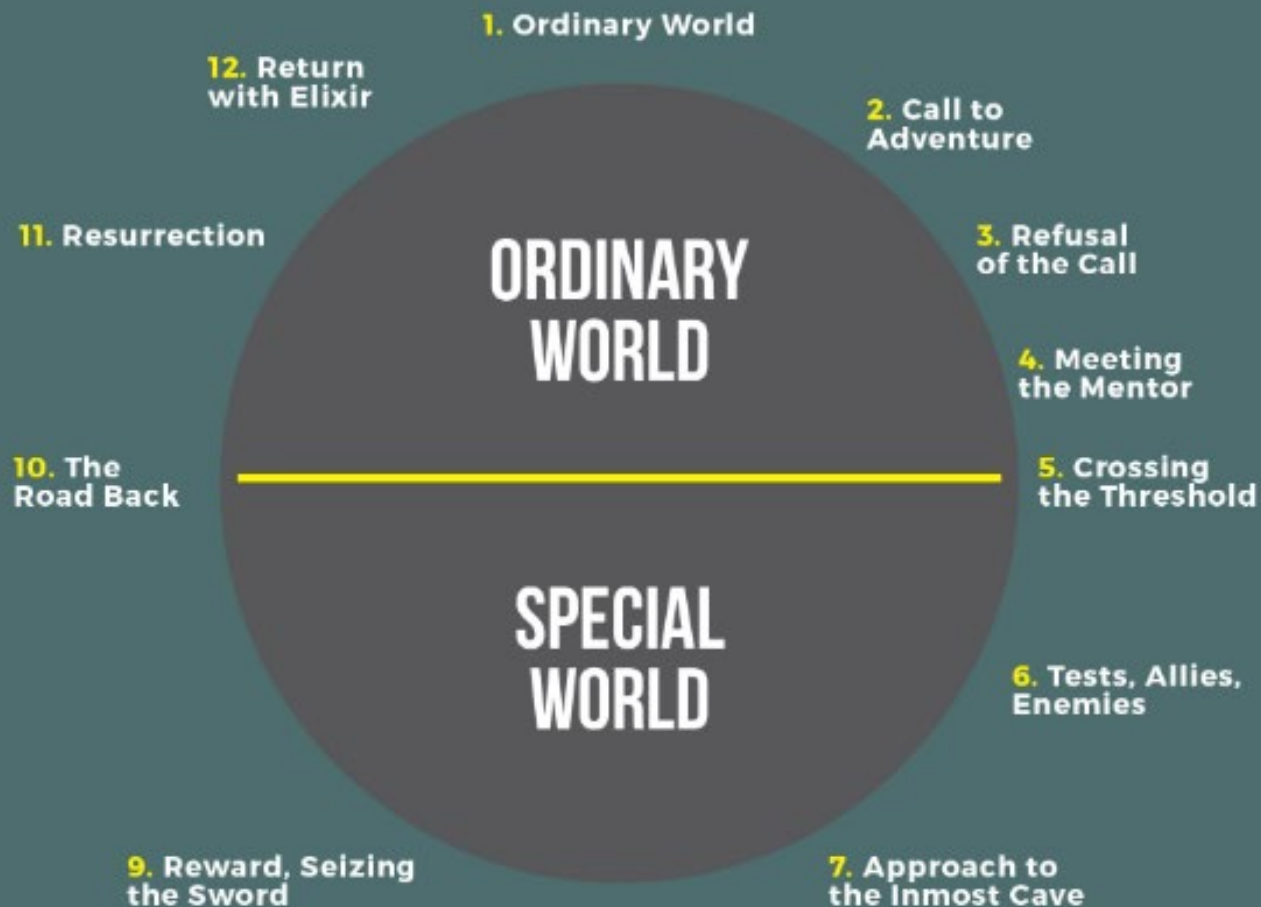 1. Ordinary World
2. Call to
Adventure
3. Refusal
of the Call
4. Meeting
the Mentor
5. Crossing
the Threshold
6. Tests, Allies,
Enemies
7. Approach to
the Inmost Cave
9. Reward, Seizing
the Sword
10. The
Road Back
11. Resurrection
12. Return
with Elixir
ORDINARY
WORLD
SPECIAL
WORLD